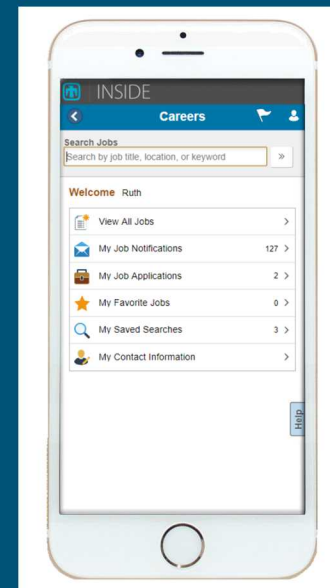 INSIDE
Careers
Search Jobs
Search by job title, location, or keyword
»
Welcome Ruth
View All Jobs
My Job Notifications 127
My Job Applications 2
My Favorite Jobs 0
My Saved Searches 3
My Contact Information
Help